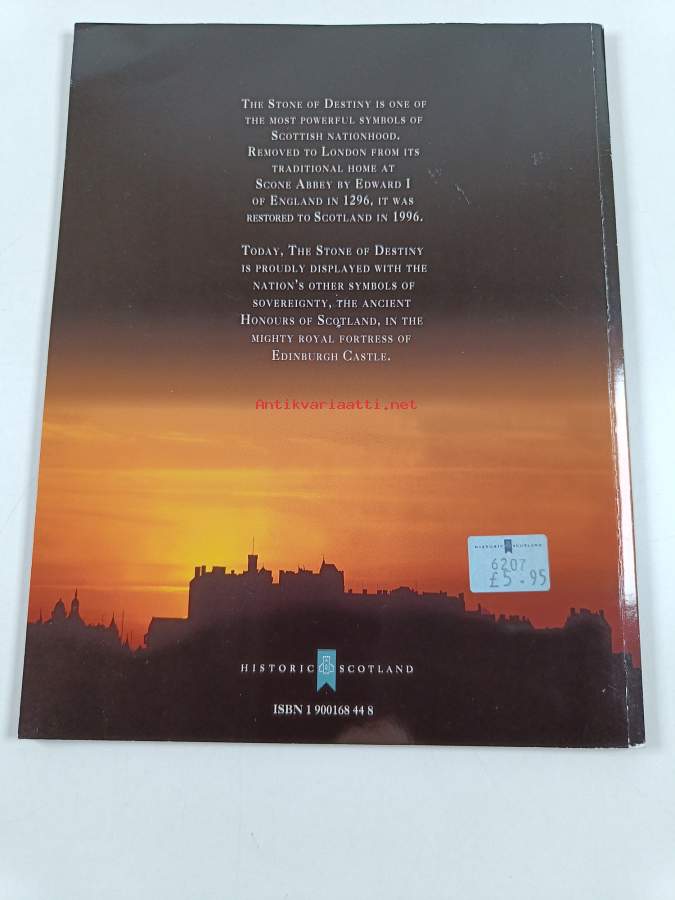 The Stone of Destiny is one of
the most powerful symbols of
Scottish nationhood.
Removed to London from its
traditional home at
Scone Abbey by Edward I
of England in 1296, it was
restored to Scotland in 1996.
Today, The Stone of Destiny
is proudly displayed with the
nation's other symbols of
sovereignty, the ancient
Honours of Scotland, in the
mighty royal fortress of
Edinburgh Castle.
Antikvariaatti.net
HISTORIC SCOTLAND
6207
£5.95
HISTORIC SCOTLAND
ISBN 1 900168 44 8